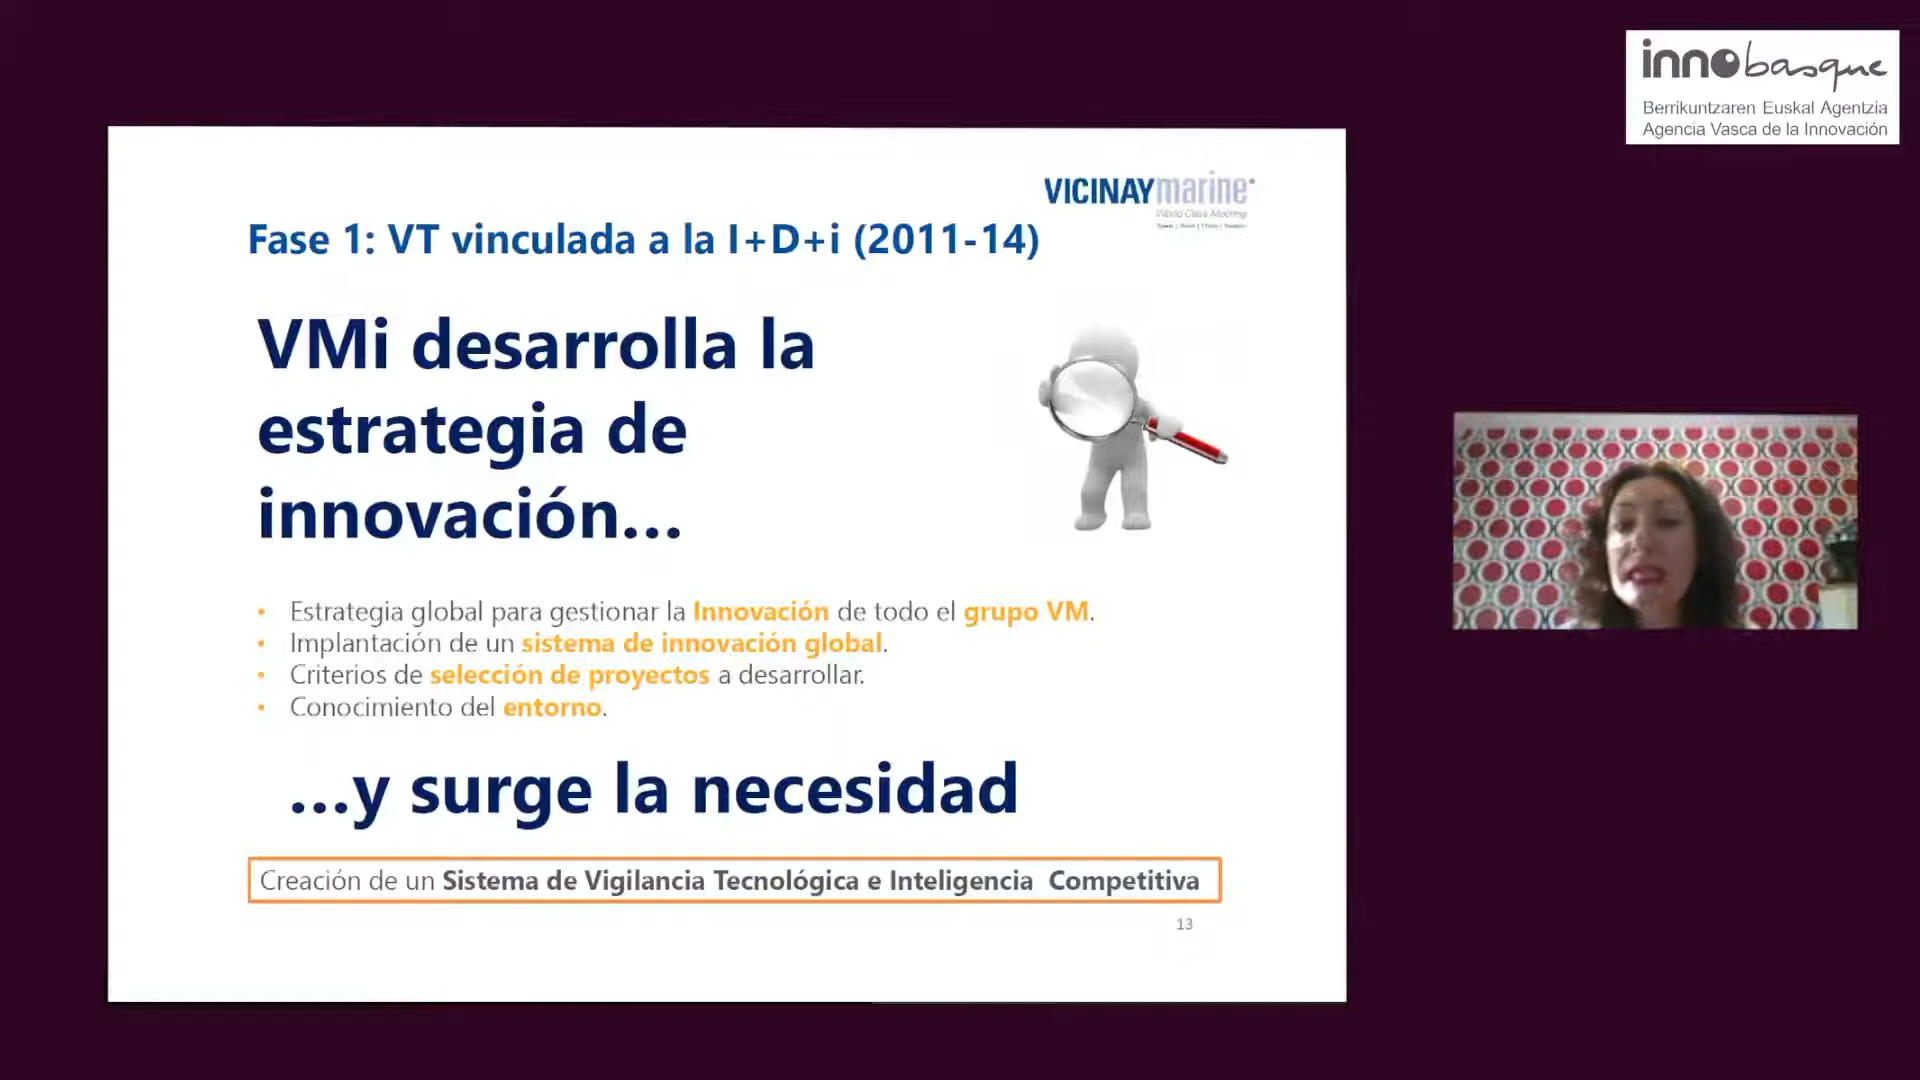 innobasque
Berrikuntzaren Euskal Agentzia
Agencia Vasca de la Innovación
VICINAYmarine
World Class Mooring
Fase 1: VT vinculada a la I+D+i (2011-14)
VMi desarrolla la
estrategia de
innovación...
• Estrategia global para gestionar la Innovación de todo el grupo VM.
• Implantación de un sistema de innovación global.
• Criterios de selección de proyectos a desarrollar.
• Conocimiento del entorno.
...y surge la necesidad
Creación de un Sistema de Vigilancia Tecnológica e Inteligencia Competitiva
13